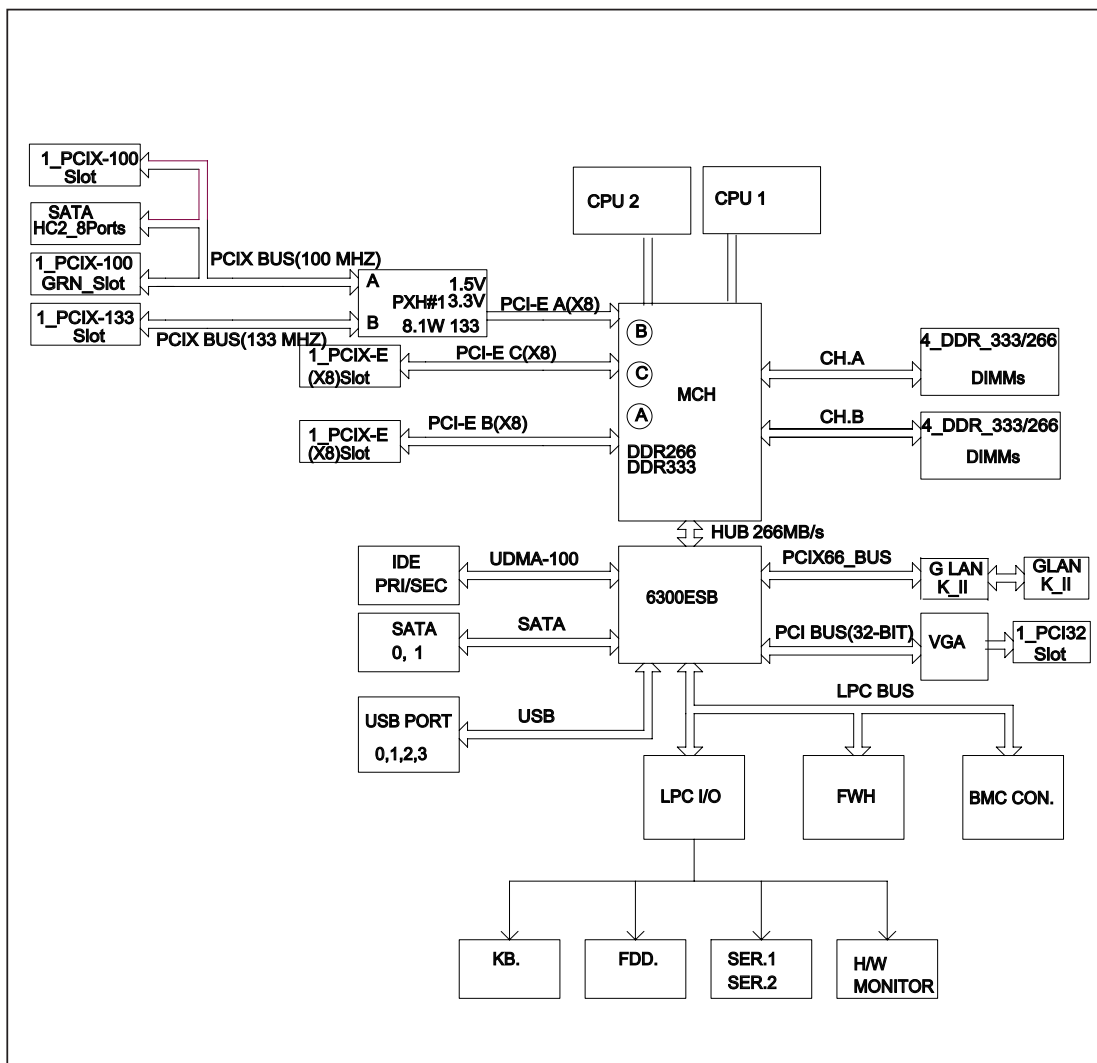 1_PCIX-100
Slot
SATA
HC2_8Ports
1_PCIX-100
GRN_Slot
1_PCIX-133
Slot
PCIX BUS(100 MHZ)
PCIX BUS(133 MHZ)
A
1.5V
PXH#1 3.3V
B
8.1W 133
CPU 2
CPU 1
PCI-E A(X8)
1_PCIX-E
(X8)Slot
PCI-E C(X8)
1_PCIX-E
(X8)Slot
PCI-E B(X8)
B
C
A
MCH
DDR266
DDR333
CH.A
4_DDR_333/266
DIMMs
CH.B
4_DDR_333/266
DIMMs
HUB 266MB/s
IDE
PRI/SEC
UDMA-100
6300ESB
PCIX66_BUS
G LAN
K_II
GLAN
K_II
SATA
0, 1
SATA
PCI BUS(32-BIT)
VGA
1_PCI32
Slot
USB PORT
0,1,2,3
USB
LPC BUS
LPC I/O
FWH
BMC CON.
KB.
FDD.
SER.1
SER.2
H/W
MONITOR